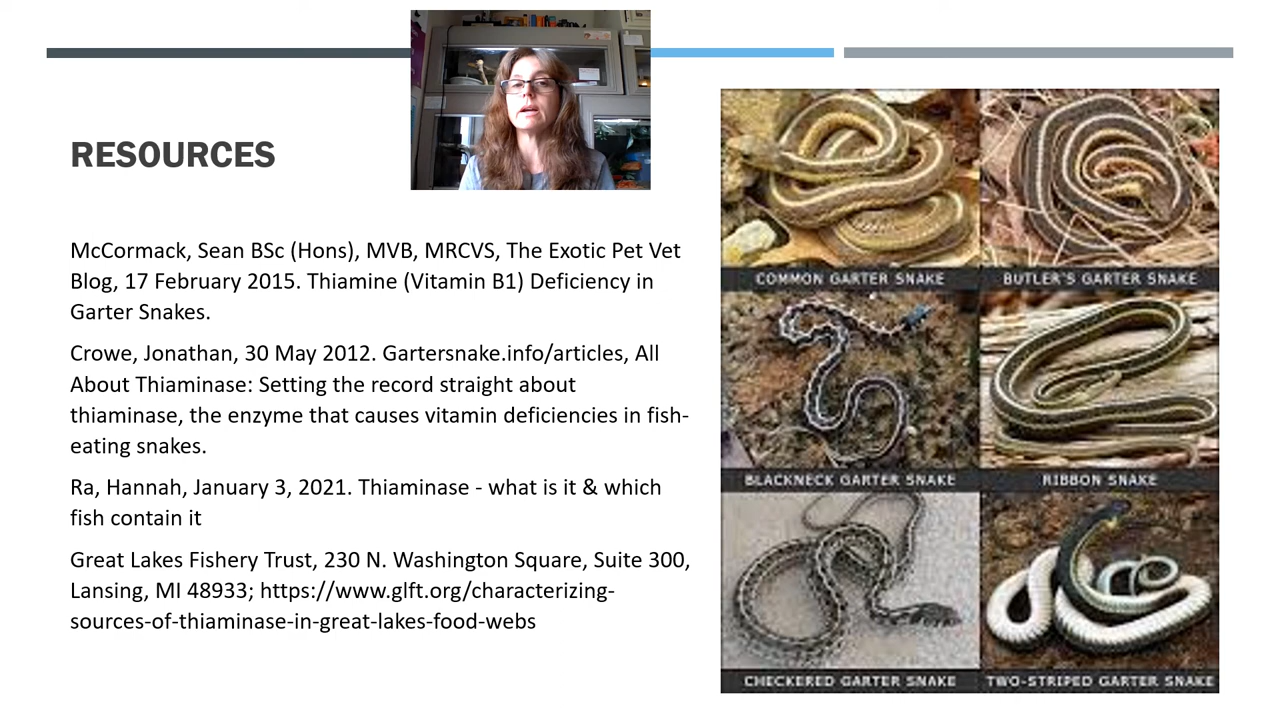 RESOURCES
McCormack, Sean BSc (Hons), MVB, MRCVS, The Exotic Pet Vet
Blog, 17 February 2015. Thiamine (Vitamin B1) Deficiency in
Garter Snakes.
Crowe, Jonathan, 30 May 2012. Gartersnake.info/articles, All
About Thiaminase: Setting the record straight about
thiaminase, the enzyme that causes vitamin deficiencies in fish-
eating snakes.
Ra, Hannah, January 3, 2021. Thiaminase - what is it & which
fish contain it
Great Lakes Fishery Trust, 230 N. Washington Square, Suite 300,
Lansing, MI 48933; https://www.glft.org/characterizing-
sources-of-thiaminase-in-great-lakes-food-webs
COMMON GARTER SNAKE
BUTLER'S GARTER SNAKE
BLACKNECK GARTER SNAKE
RIBBON SNAKE
CHECKERED GARTER SNAKE
TWO-STRIPED GARTER SNAKE